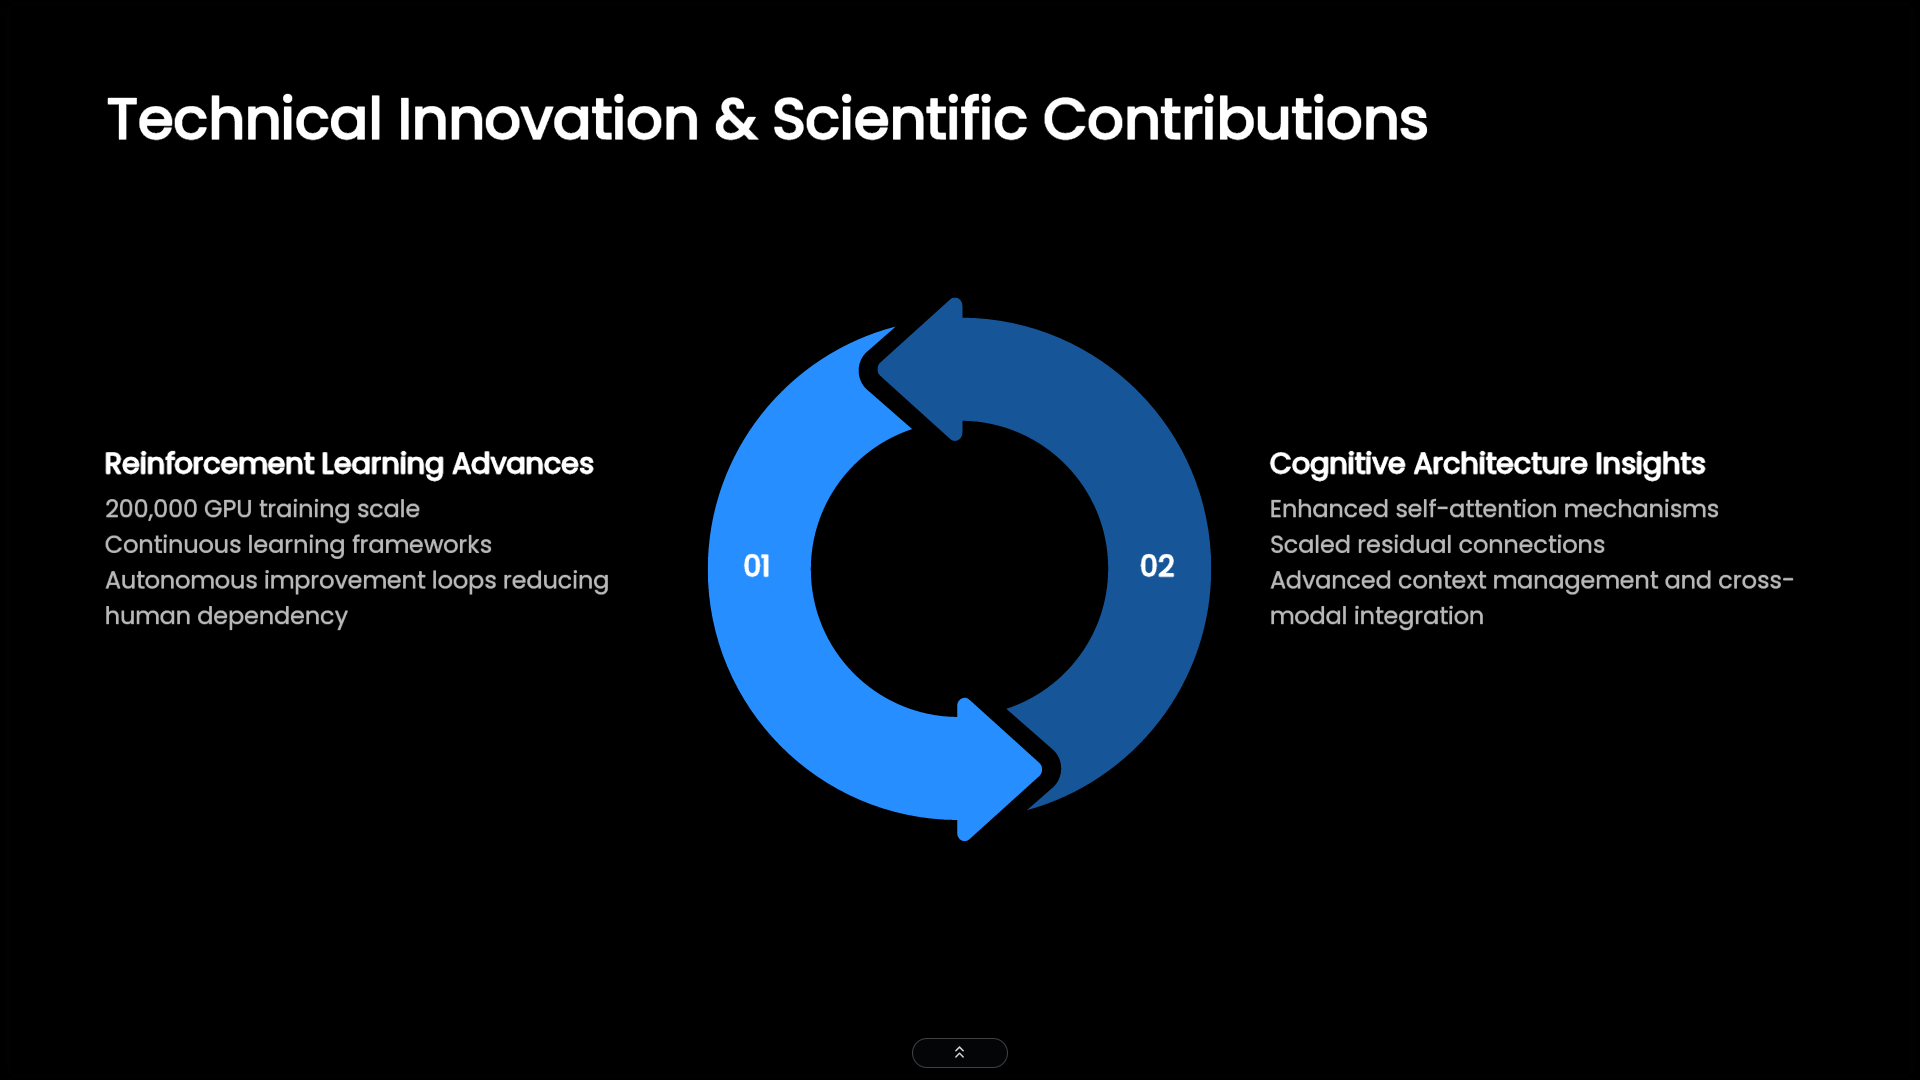 Technical Innovation & Scientific Contributions
Reinforcement Learning Advances
200,000 GPU training scale
Continuous learning frameworks
Autonomous improvement loops reducing
human dependency
01
02
Cognitive Architecture Insights
Enhanced self-attention mechanisms
Scaled residual connections
Advanced context management and cross-
modal integration